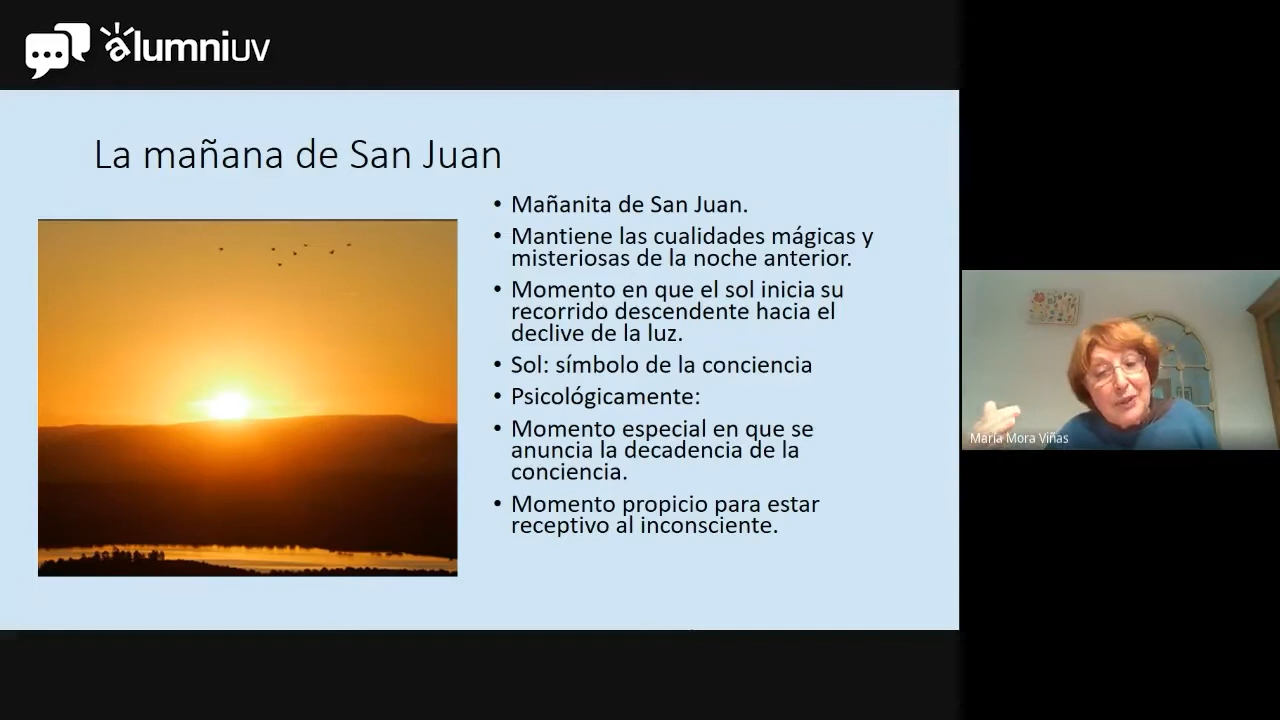 alumniuv
La mañana de San Juan
• Mañanita de San Juan.
• Mantiene las cualidades mágicas y
misteriosas de la noche anterior.
• Momento en que el sol inicia su
recorrido descendente hacia el
declive de la luz.
• Sol: símbolo de la conciencia
• Psicológicamente:
• Momento especial en que se
anuncia la decadencia de la
conciencia.
• Momento propicio para estar
receptivo al inconsciente.
María Mora Viñas